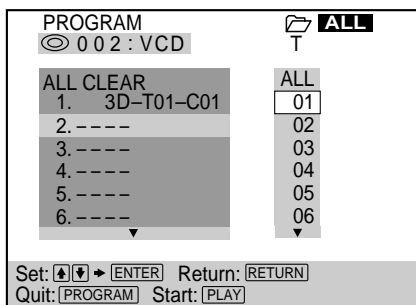 PROGRAM ALL
002:VCD T
ALL CLEAR ALL
1. 3D–T01–C01 01
2. –––– 02
3. –––– 03
4. –––– 04
5. –––– 05
6. –––– 06
Set: ENTER Return: RETURN
Quit: PROGRAM Start: PLAY